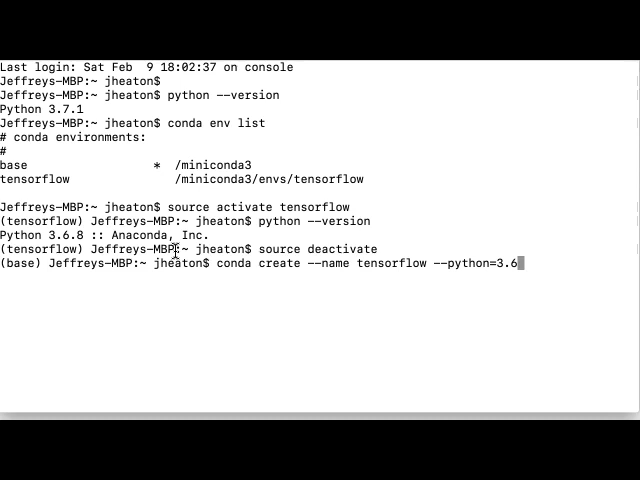 Last login: Sat Feb  9 18:02:37 on console
Jeffreys-MBP:~ jheaton$
Jeffreys-MBP:~ jheaton$ python --version
Python 3.7.1
Jeffreys-MBP:~ jheaton$ conda env list
# conda environments:
#
base                  *  /miniconda3
tensorflow               /miniconda3/envs/tensorflow
Jeffreys-MBP:~ jheaton$ source activate tensorflow
(tensorflow) Jeffreys-MBP:~ jheaton$ python --version
Python 3.6.8 :: Anaconda, Inc.
(tensorflow) Jeffreys-MBP:~ jheaton$ source deactivate
(base) Jeffreys-MBP:~ jheaton$ conda create --name tensorflow --python=3.6